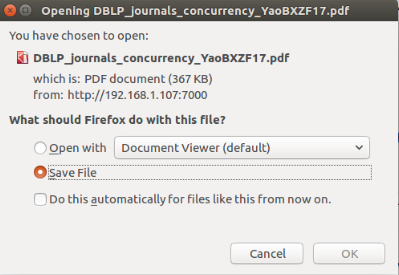 Opening DBLP_journals_concurrency_YaoBXZF17.pdf
You have chosen to open:
DBLP_journals_concurrency_YaoBXZF17.pdf
which is: PDF document (367 KB)
from: http://192.168.1.107:7000
What should Firefox do with this file?
Open with Document Viewer (default)
Save File
Do this automatically for files like this from now on.
Cancel OK